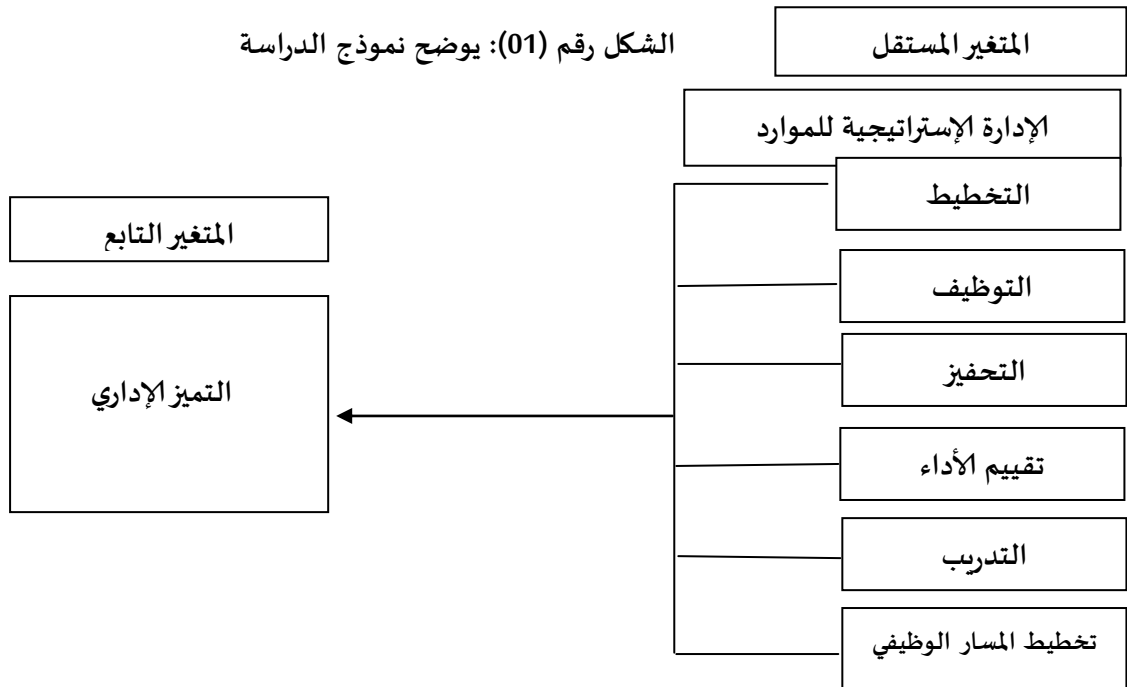 المتغير المستقل
الشكل رقم (01): يوضح نموذج الدراسة
الإدارة الإستراتيجية للموارد
التخطيط
المتغير التابع
التوظيف
التحفيز
التميز الإداري
تقييم الأداء
التدريب
تخطيط المسار الوظيفي